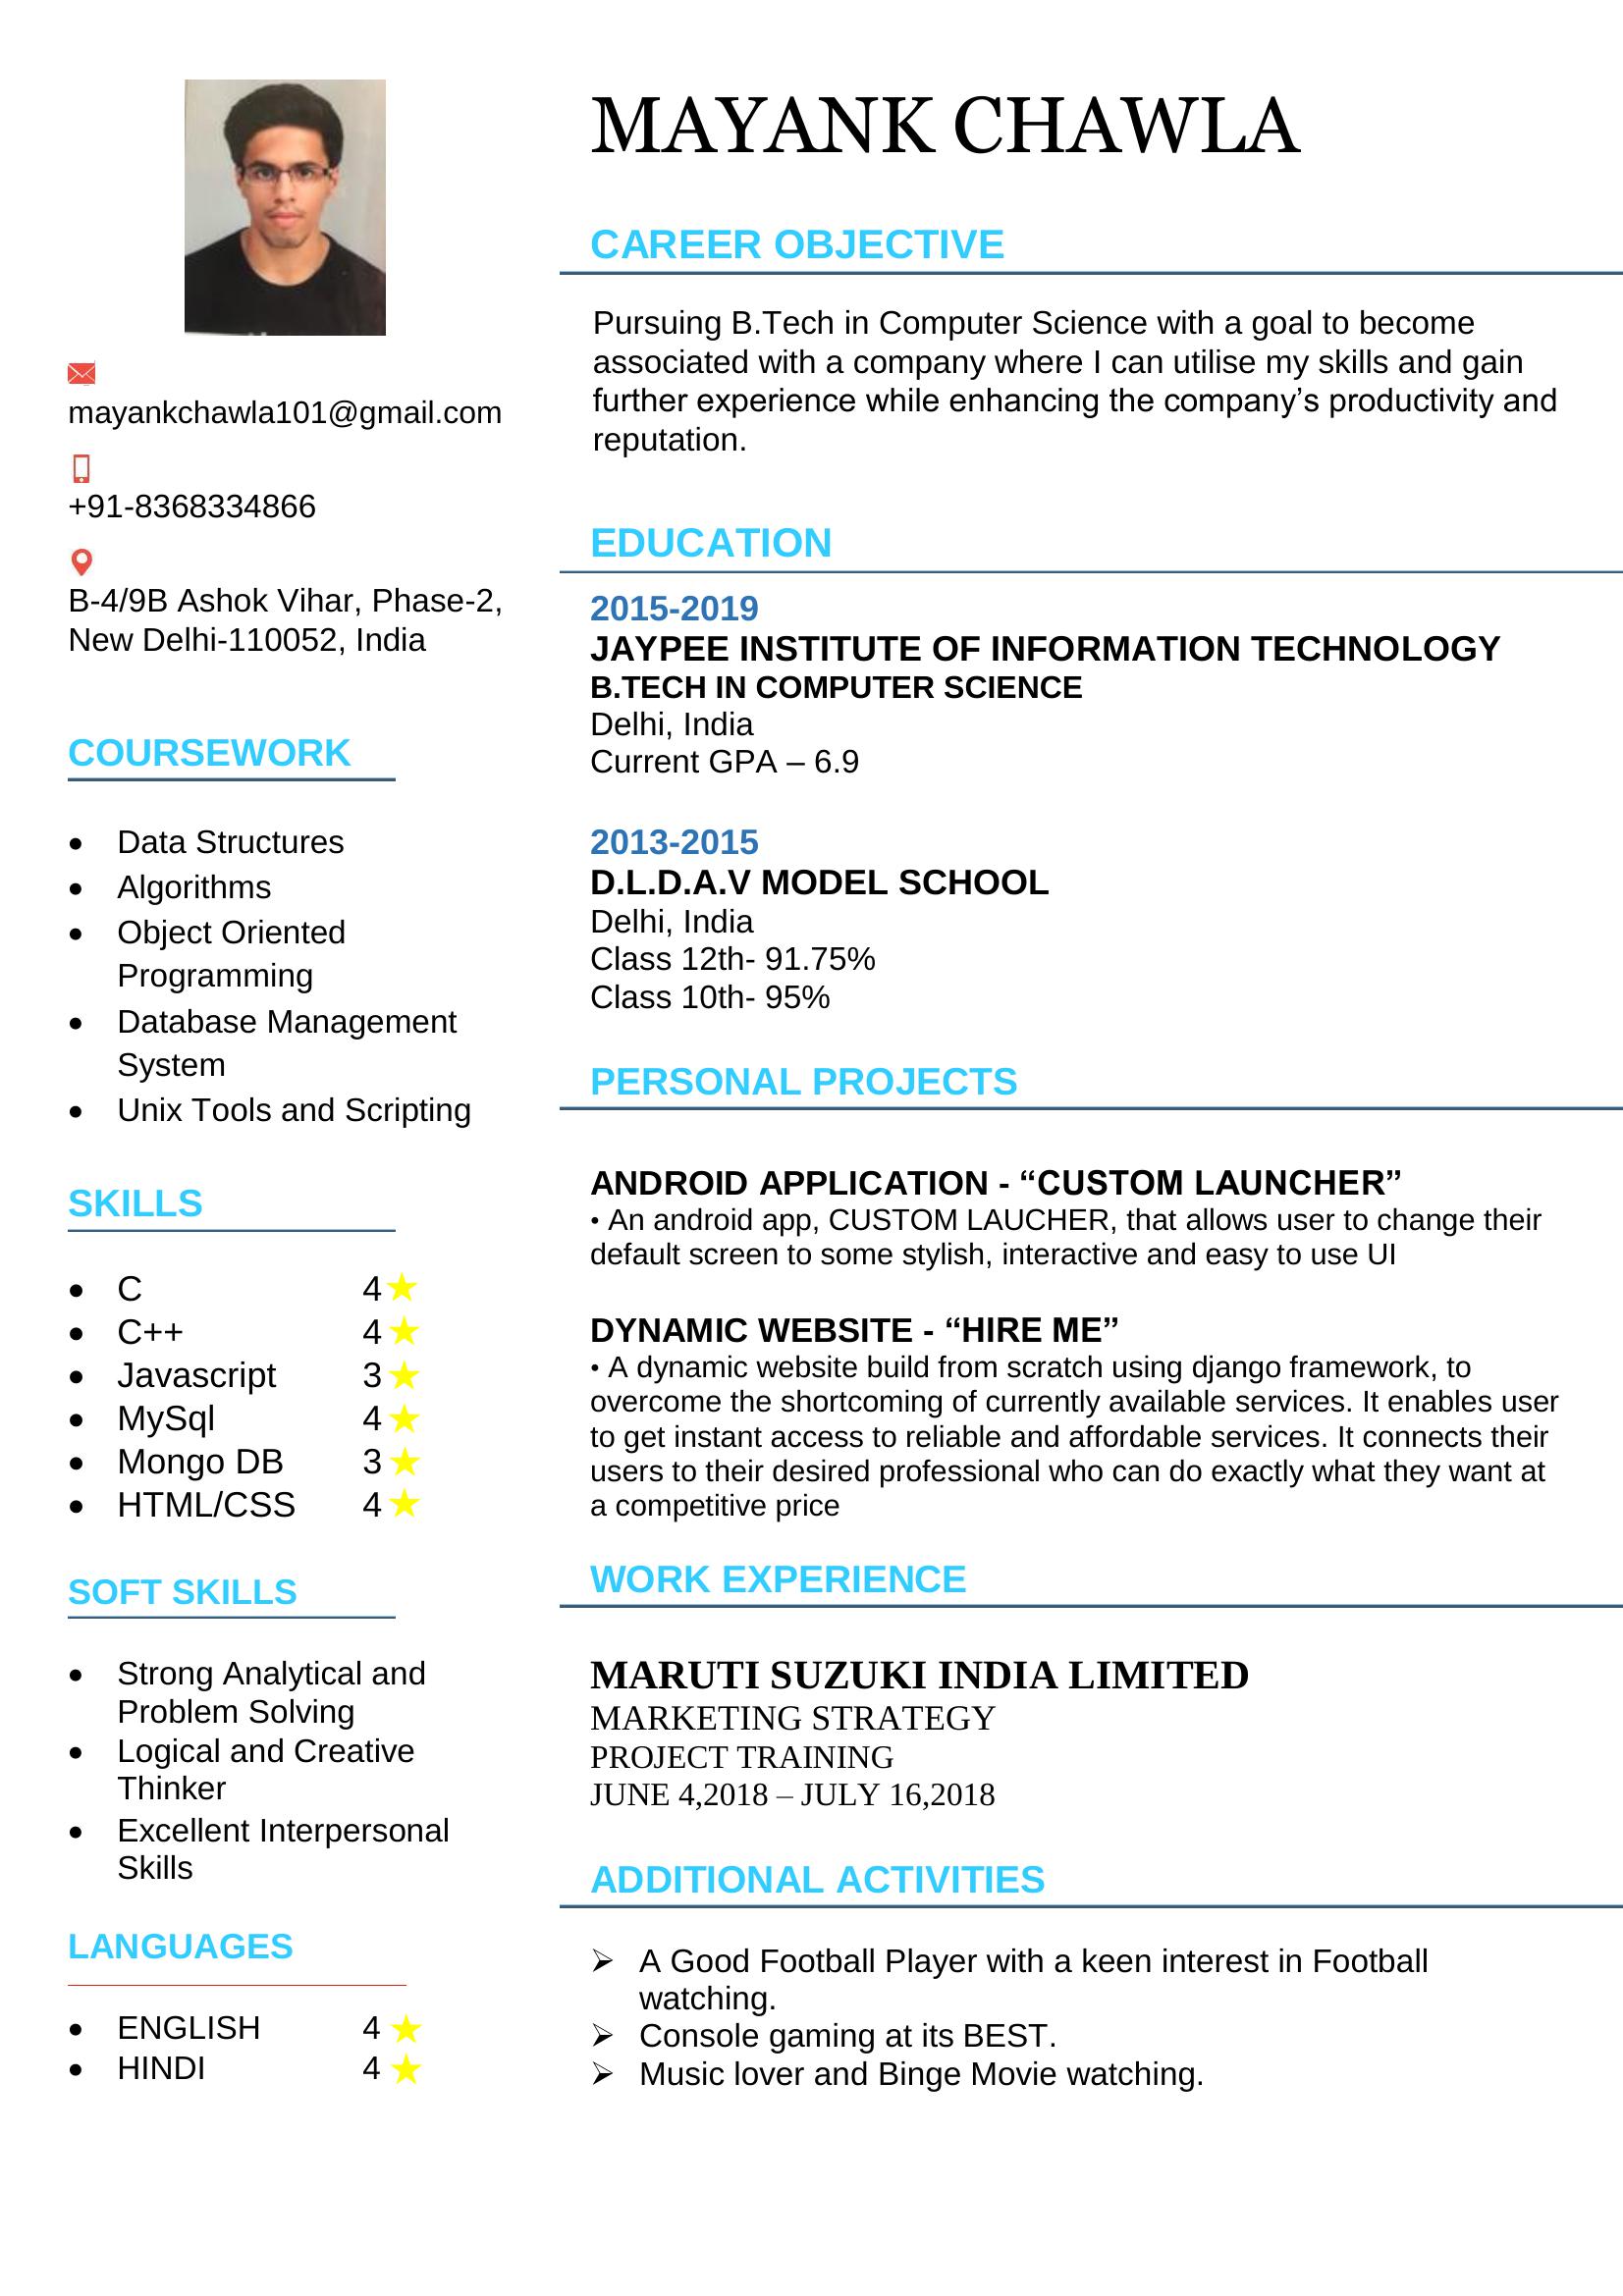 MAYANK CHAWLA
mayankchawla101@gmail.com
+91-8368334866
B-4/9B Ashok Vihar, Phase-2,
New Delhi-110052, India
COURSEWORK
• Data Structures
• Algorithms
• Object Oriented
Programming
• Database Management
System
• Unix Tools and Scripting
SKILLS
• C 4★
• C++ 4★
• Javascript 3★
• MySql 4★
• Mongo DB 3★
• HTML/CSS 4★
SOFT SKILLS
• Strong Analytical and
Problem Solving
• Logical and Creative
Thinker
• Excellent Interpersonal
Skills
LANGUAGES
• ENGLISH 4 ★
• HINDI 4 ★
CAREER OBJECTIVE
Pursuing B.Tech in Computer Science with a goal to become
associated with a company where I can utilise my skills and gain
further experience while enhancing the company’s productivity and
reputation.
EDUCATION
2015-2019
JAYPEE INSTITUTE OF INFORMATION TECHNOLOGY
B.TECH IN COMPUTER SCIENCE
Delhi, India
Current GPA – 6.9
2013-2015
D.L.D.A.V MODEL SCHOOL
Delhi, India
Class 12th- 91.75%
Class 10th- 95%
PERSONAL PROJECTS
ANDROID APPLICATION - “CUSTOM LAUNCHER”
• An android app, CUSTOM LAUCHER, that allows user to change their
default screen to some stylish, interactive and easy to use UI
DYNAMIC WEBSITE - “HIRE ME”
• A dynamic website build from scratch using django framework, to
overcome the shortcoming of currently available services. It enables user
to get instant access to reliable and affordable services. It connects their
users to their desired professional who can do exactly what they want at
a competitive price
WORK EXPERIENCE
MARUTI SUZUKI INDIA LIMITED
MARKETING STRATEGY
PROJECT TRAINING
JUNE 4,2018 – JULY 16,2018
ADDITIONAL ACTIVITIES
➢ A Good Football Player with a keen interest in Football
watching.
➢ Console gaming at its BEST.
➢ Music lover and Binge Movie watching.